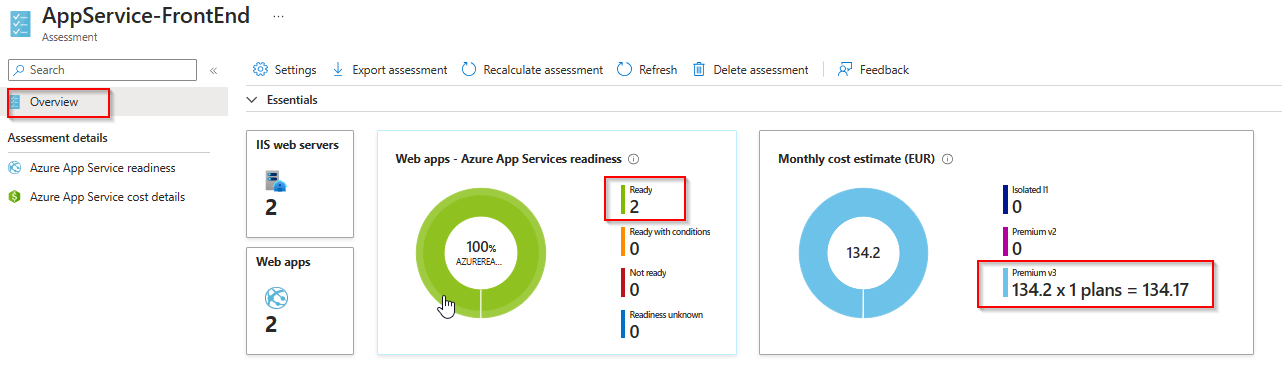 AppService-FrontEnd ...
Assessment
Search «
Settings Export assessment Recalculate assessment Refresh Delete assessment Feedback
Overview
Essentials
Assessment details
Azure App Service readiness
Azure App Service cost details
IIS web servers
2
Web apps
2
Web apps - Azure App Services readiness
100%
AZUREREA...
Ready
2
Ready with conditions
0
Not ready
0
Readiness unknown
0
Monthly cost estimate (EUR)
134.2
Isolated I1
0
Premium v2
0
Premium v3
134.2 x 1 plans = 134.17